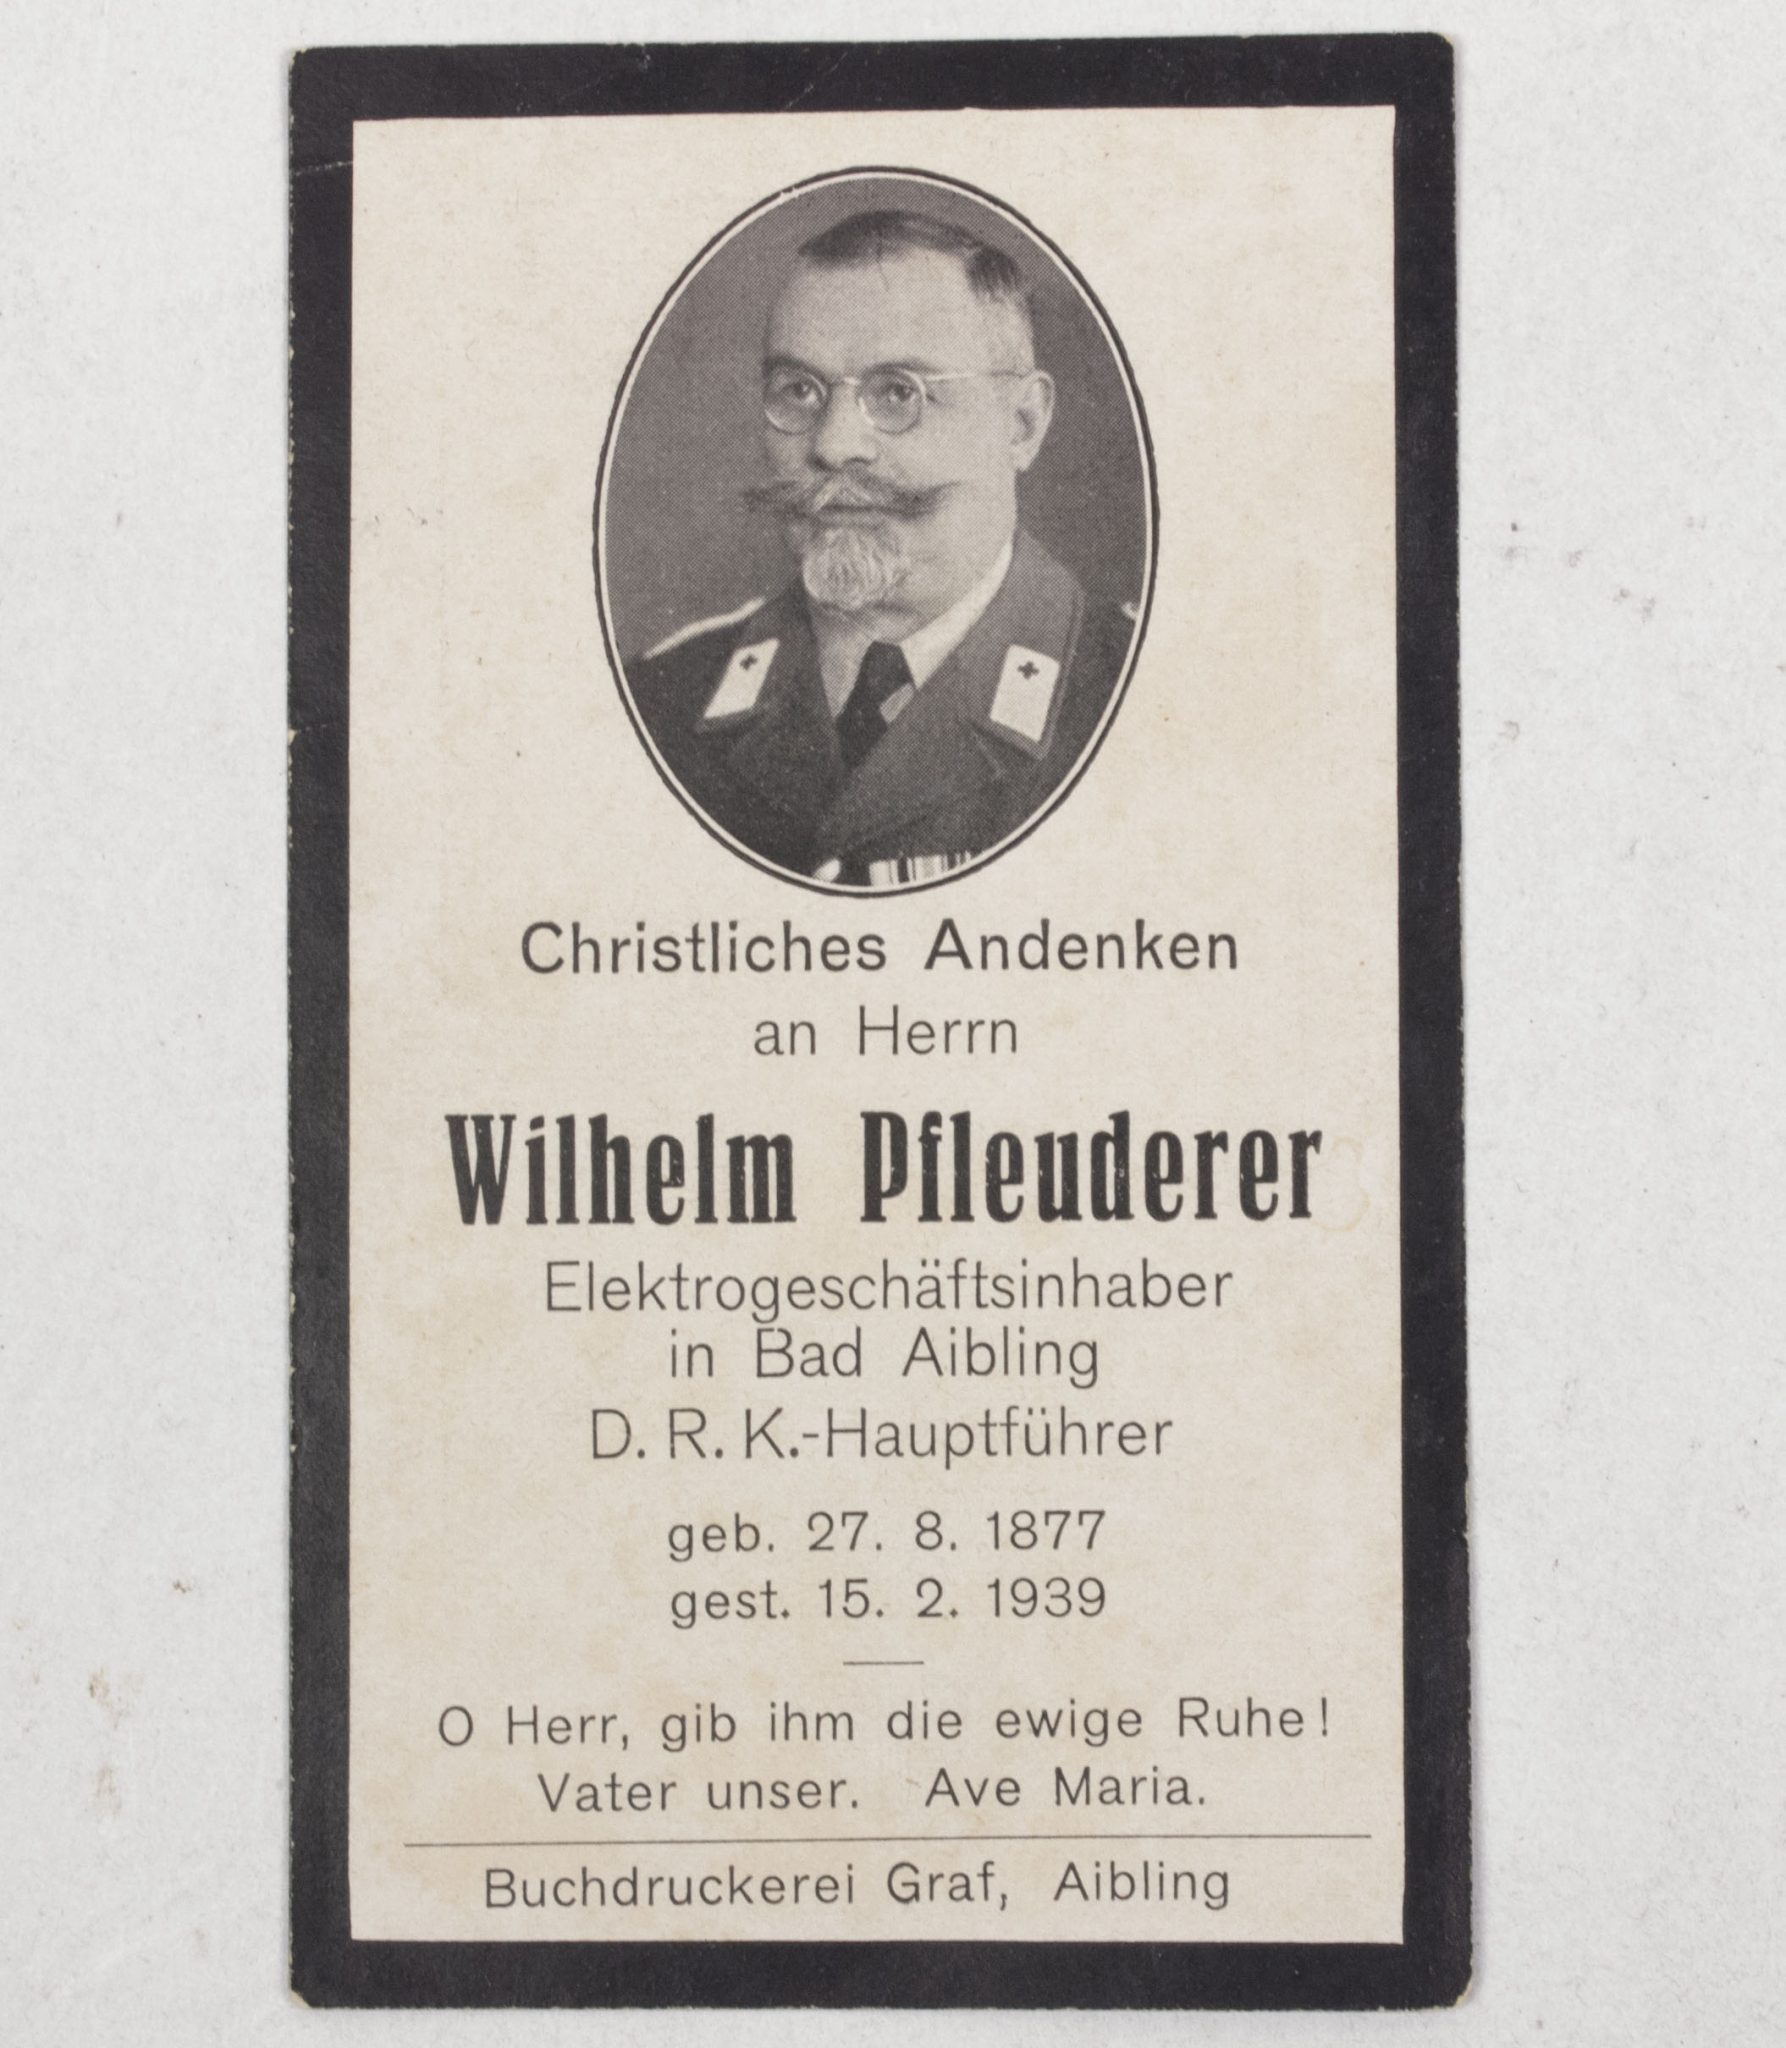 Christliches Andenken
an Herrn
Wilhelm Pfleuderer
Elektrogeschäftsinhaber
in Bad Aibling
D. R. K.-Hauptführer
geb. 27. 8. 1877
gest. 15. 2. 1939
O Herr, gib ihm die ewige Ruhe!
Vater unser. Ave Maria.
Buchdruckerei Graf, Aibling